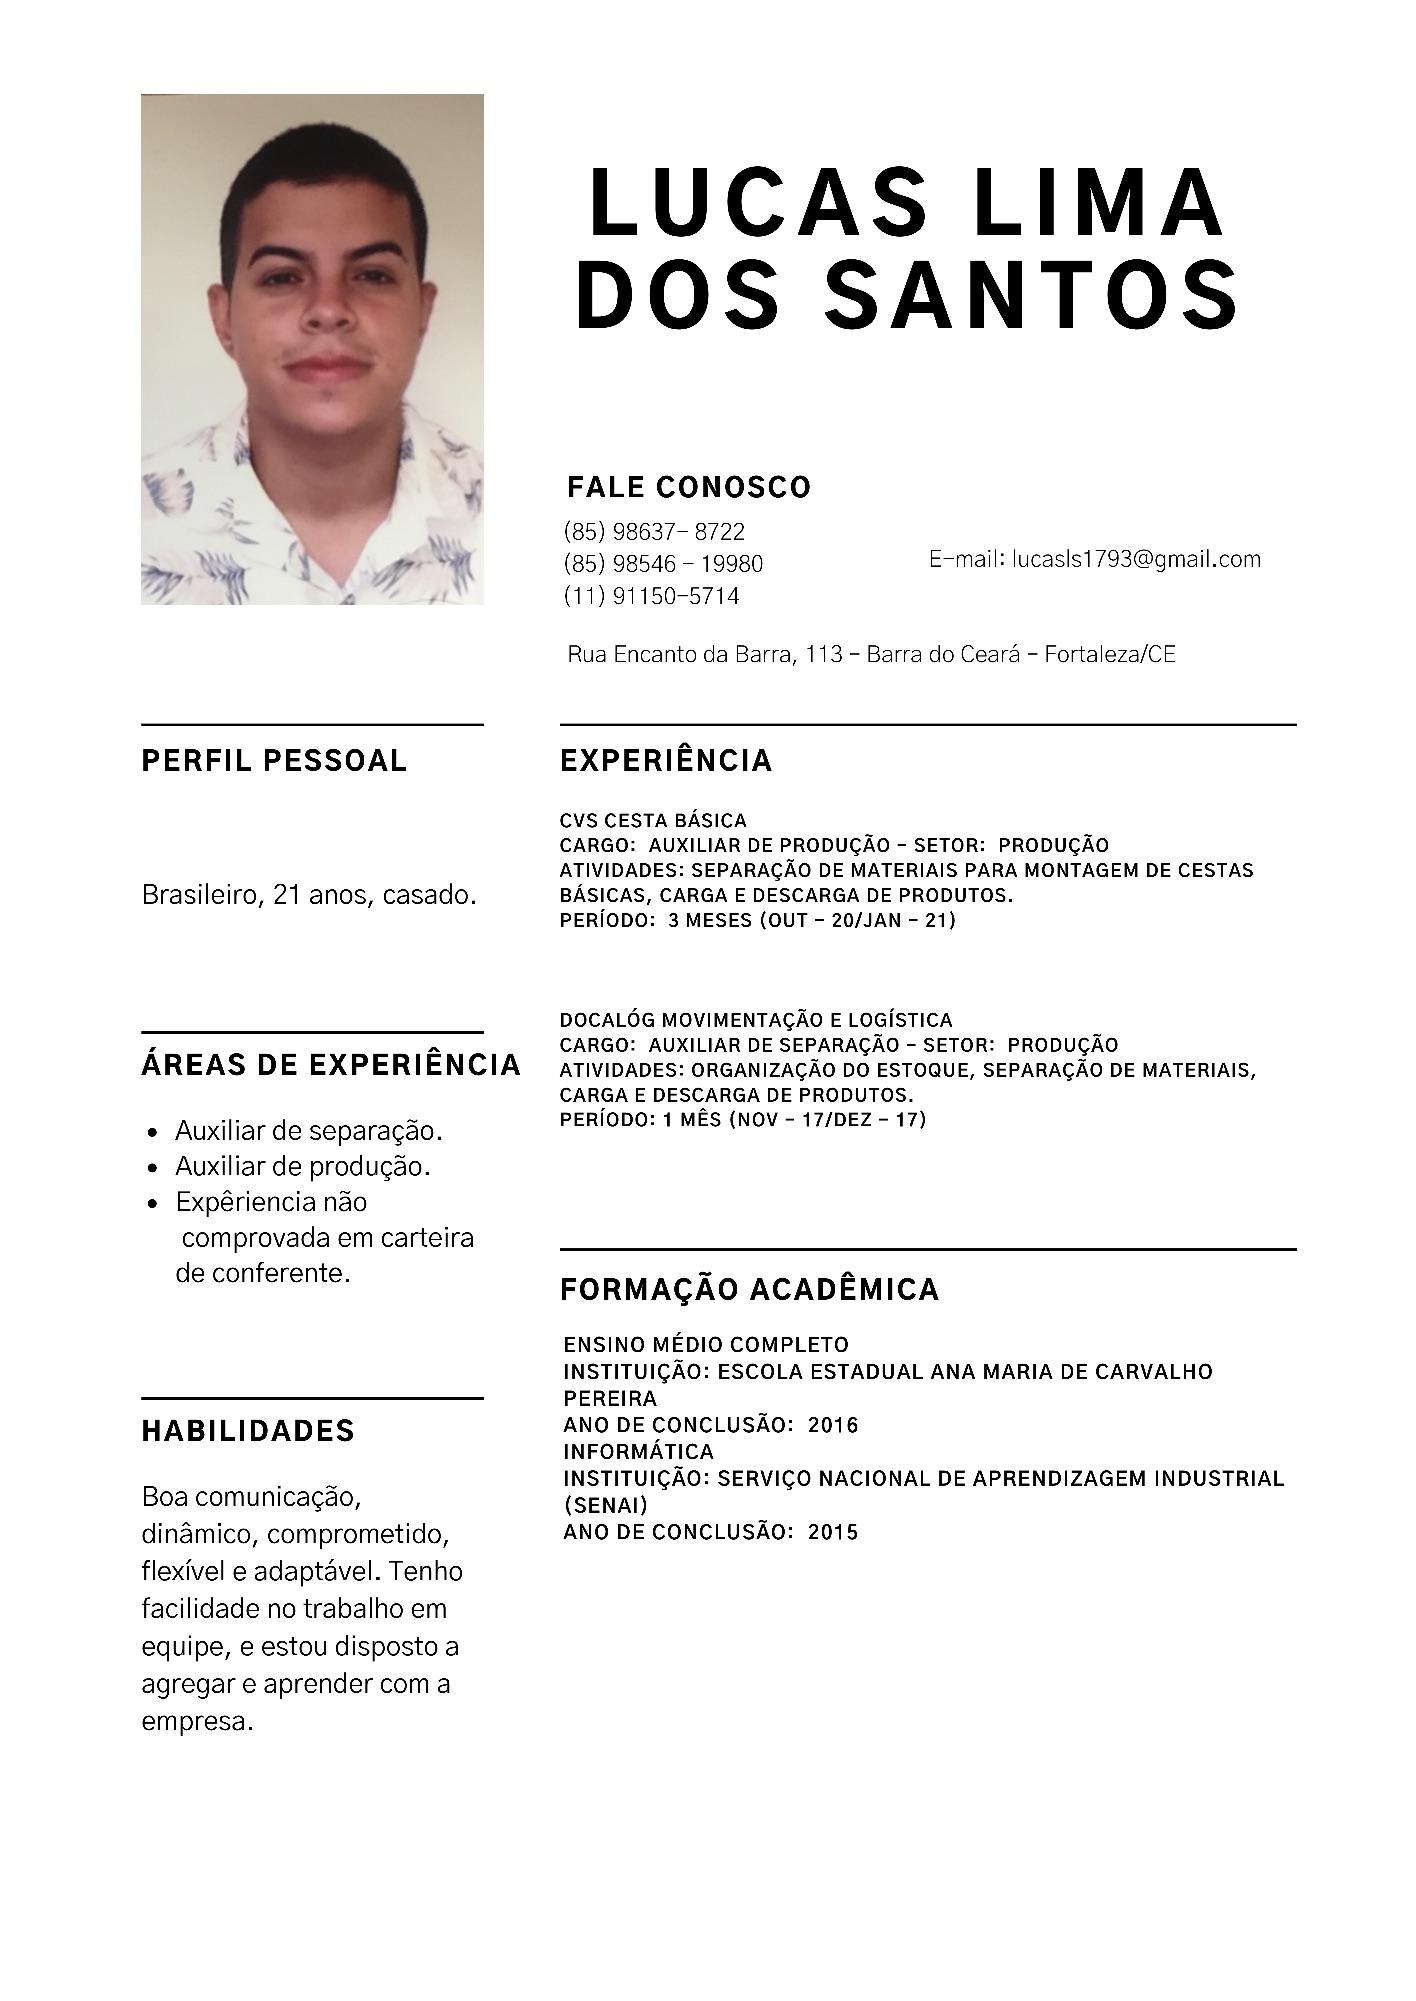 LUCAS LIMA
DOS SANTOS
FALE CONOSCO
(85) 98637- 8722
(85) 98546 - 19980
(11) 91150-5714
E-mail: lucasls1793@gmail.com
Rua Encanto da Barra, 113 - Barra do Ceará - Fortaleza/CE
PERFIL PESSOAL
Brasileiro, 21 anos, casado.
ÁREAS DE EXPERIÊNCIA
• Auxiliar de separação.
• Auxiliar de produção.
• Expêriencia não
comprovada em carteira
de conferente.
HABILIDADES
Boa comunicação,
dinâmico, comprometido,
flexível e adaptável. Tenho
facilidade no trabalho em
equipe, e estou disposto a
agregar e aprender com a
empresa.
EXPERIÊNCIA
CVS CESTA BÁSICA
CARGO: AUXILIAR DE PRODUÇÃO - SETOR: PRODUÇÃO
ATIVIDADES: SEPARAÇÃO DE MATERIAIS PARA MONTAGEM DE CESTAS
BÁSICAS, CARGA E DESCARGA DE PRODUTOS.
PERÍODO: 3 MESES (OUT - 20/JAN - 21)
DOCALÓG MOVIMENTAÇÃO E LOGÍSTICA
CARGO: AUXILIAR DE SEPARAÇÃO - SETOR: PRODUÇÃO
ATIVIDADES: ORGANIZAÇÃO DO ESTOQUE, SEPARAÇÃO DE MATERIAIS,
CARGA E DESCARGA DE PRODUTOS.
PERÍODO: 1 MÊS (NOV - 17/DEZ - 17)
FORMAÇÃO ACADÊMICA
ENSINO MÉDIO COMPLETO
INSTITUIÇÃO: ESCOLA ESTADUAL ANA MARIA DE CARVALHO
PEREIRA
ANO DE CONCLUSÃO: 2016
INFORMÁTICA
INSTITUIÇÃO: SERVIÇO NACIONAL DE APRENDIZAGEM INDUSTRIAL
(SENAI)
ANO DE CONCLUSÃO: 2015